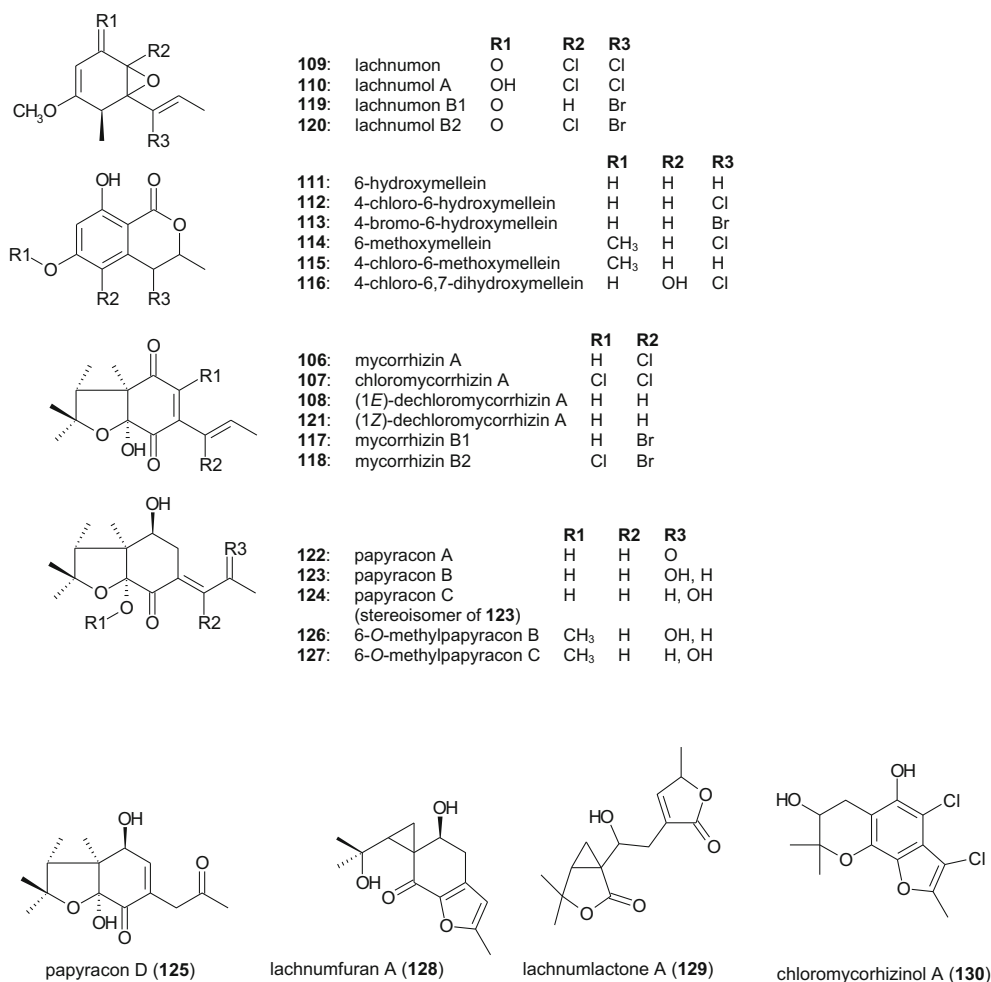 R1
R2
O
CH₃O
R3
R1 R2 R3
109: lachnumon O Cl Cl
110: lachnumol A OH Cl Cl
119: lachnumon B1 O H Br
120: lachnumol B2 O Cl Br
OH O
O
R1
O
R2 R3
R1 R2 R3
111: 6-hydroxymellein H H H
112: 4-chloro-6-hydroxymellein H H Cl
113: 4-bromo-6-hydroxymellein H H Br
114: 6-methoxymellein CH₃ H Cl
115: 4-chloro-6-methoxymellein CH₃ H H
116: 4-chloro-6,7-dihydroxymellein H OH Cl
O
R1
O
OH
O
R2
R1 R2
106: mycorrhizin A H Cl
107: chloromycorrhizin A Cl Cl
108: (1E)-dechloromycorrhizin A H H
121: (1Z)-dechloromycorrhizin A H H
117: mycorrhizin B1 H Br
118: mycorrhizin B2 Cl Br
OH
R3
O
O
R1
O
R2
R1 R2 R3
122: papyracon A H H O
123: papyracon B H H OH, H
124: papyracon C H H H, OH
(stereoisomer of 123)
126: 6-O-methylpapyracon B CH₃ H OH, H
127: 6-O-methylpapyracon C CH₃ H H, OH
OH
O
O
OH
O
papyracon D (125)
OH
OH
O
O
lachnumfuran A (128)
O
O
HO
O
O
lachnumlactone A (129)
OH
HO
Cl
Cl
O
O
chloromycorhizinol A (130)